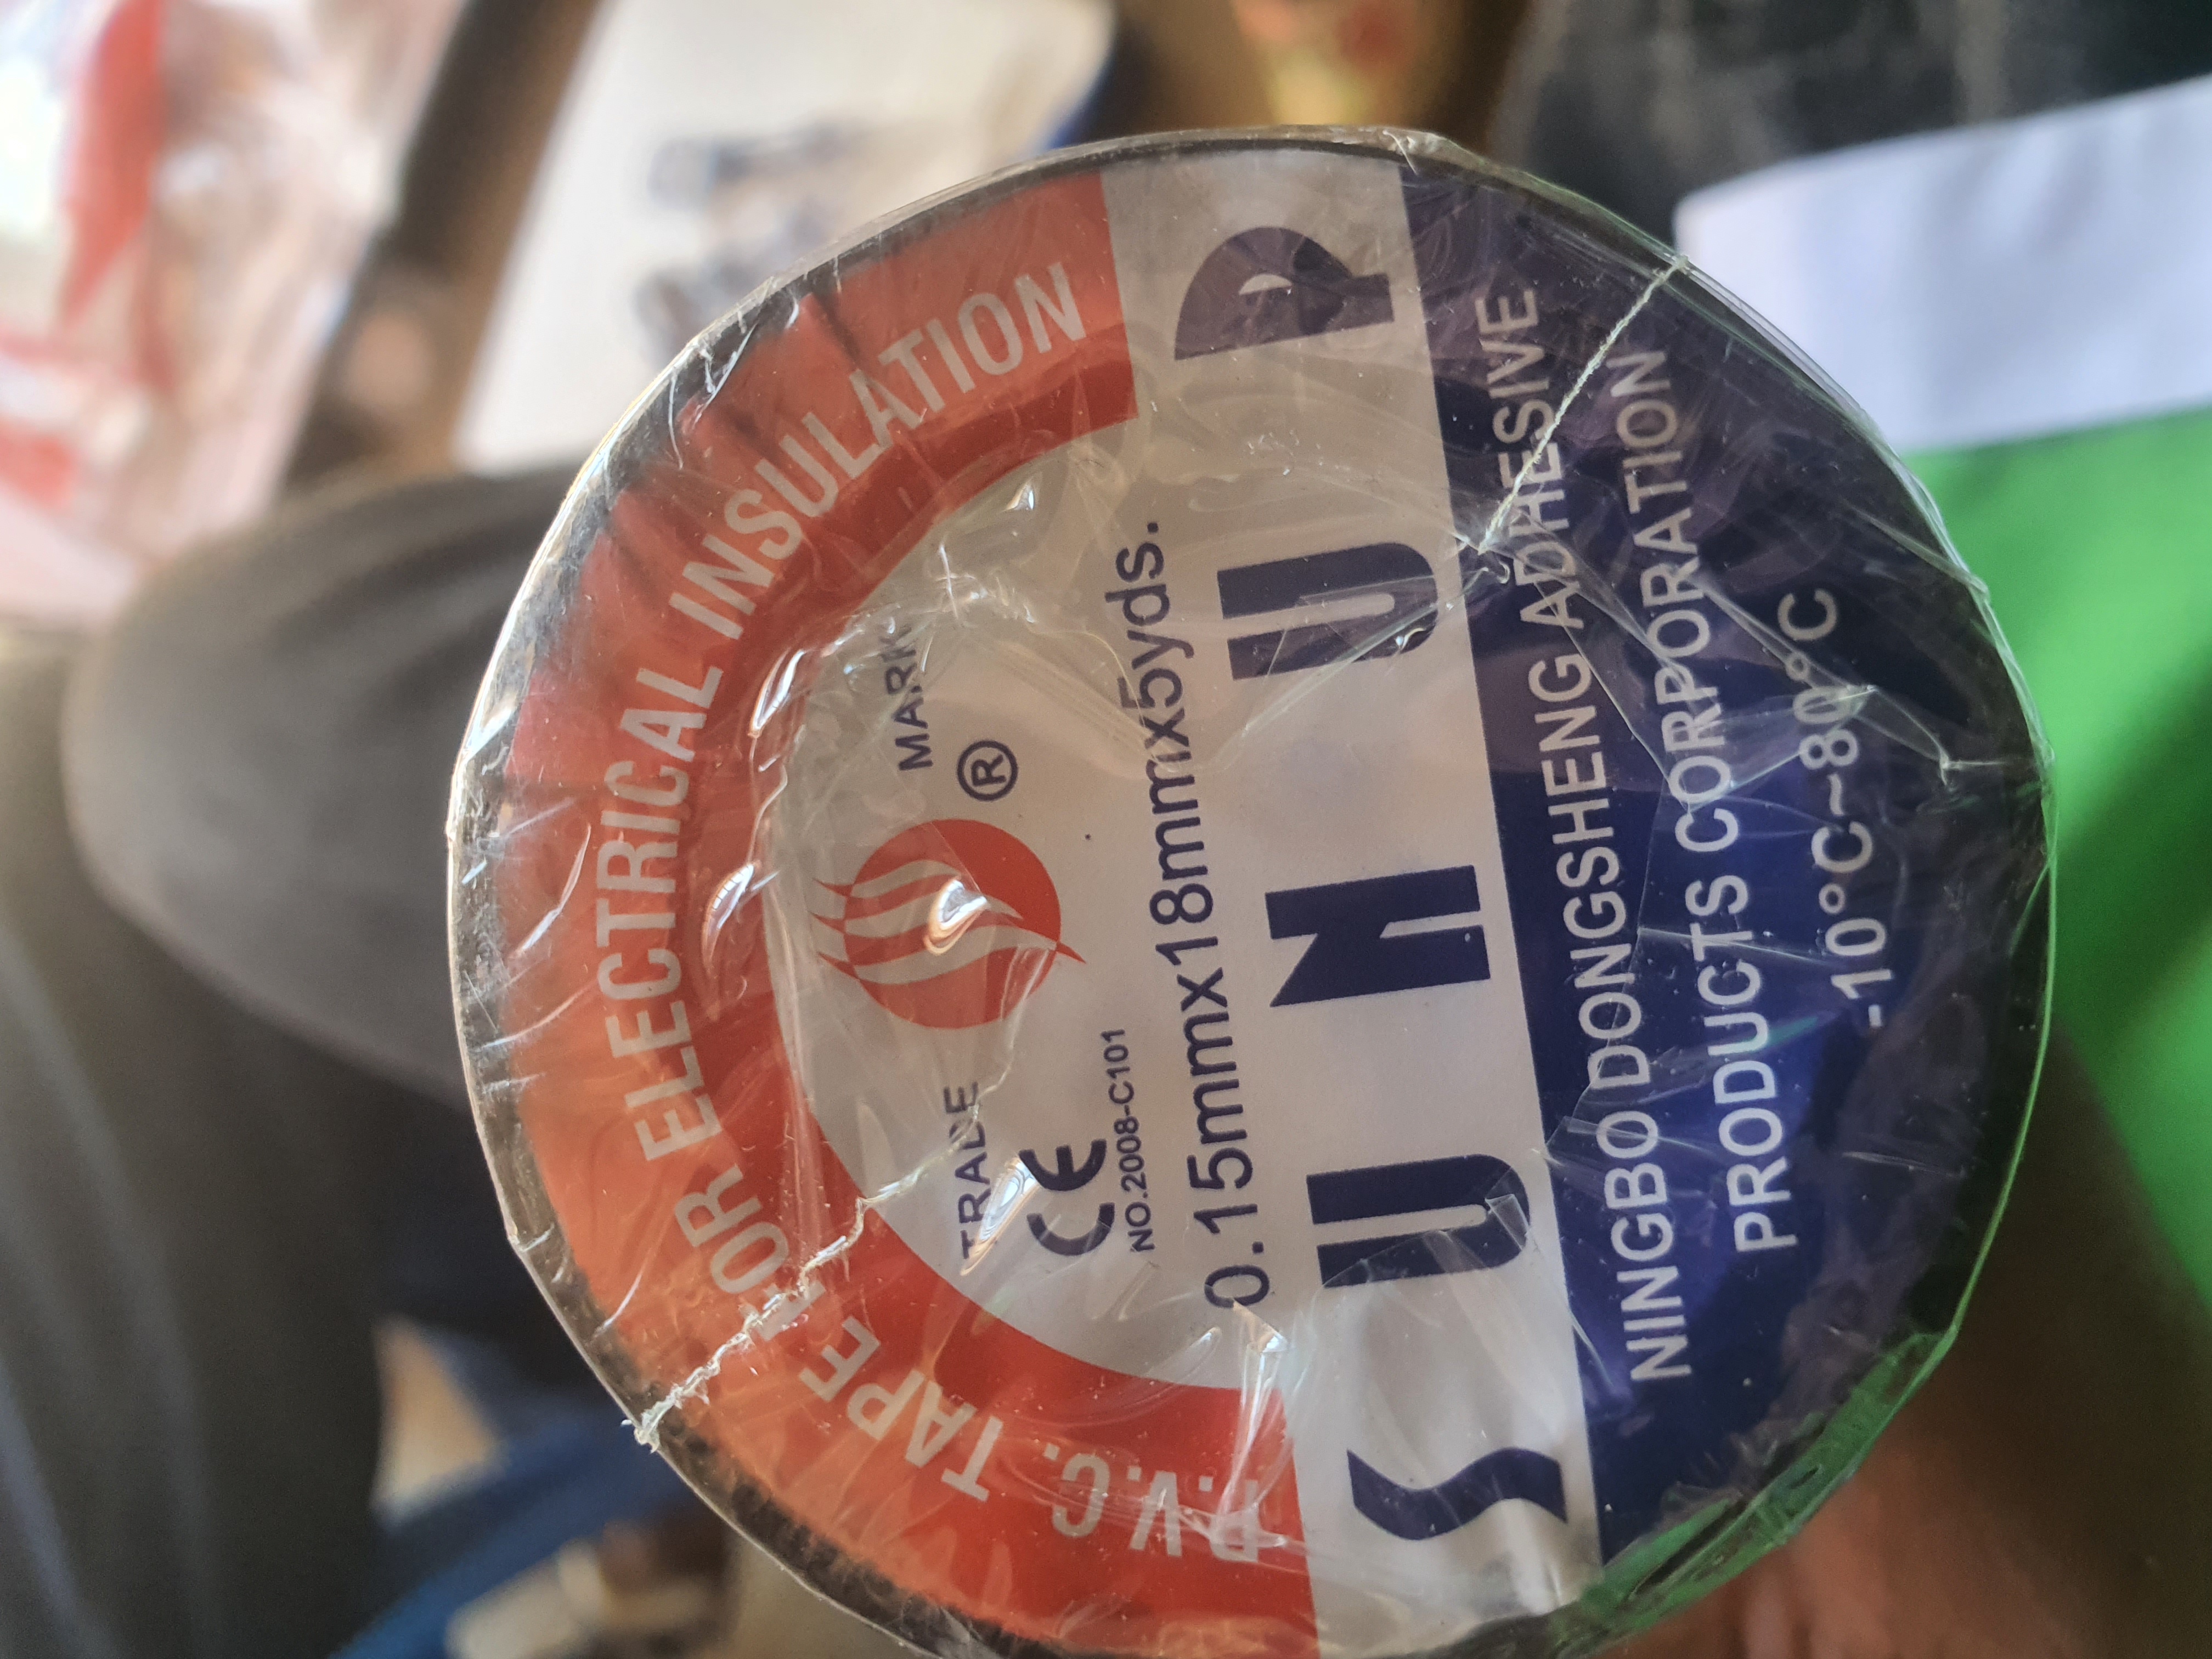 P.V.C. TAPE FOR ELECTRICAL INSULATION
TRADE MARK
®
CE
NO.2008-C101
0.15mmx18mmx5yds.
SUNUP
NINGBO DONGSHENG ADHESIVE
PRODUCTS CORPORATION
-10°C~80°C